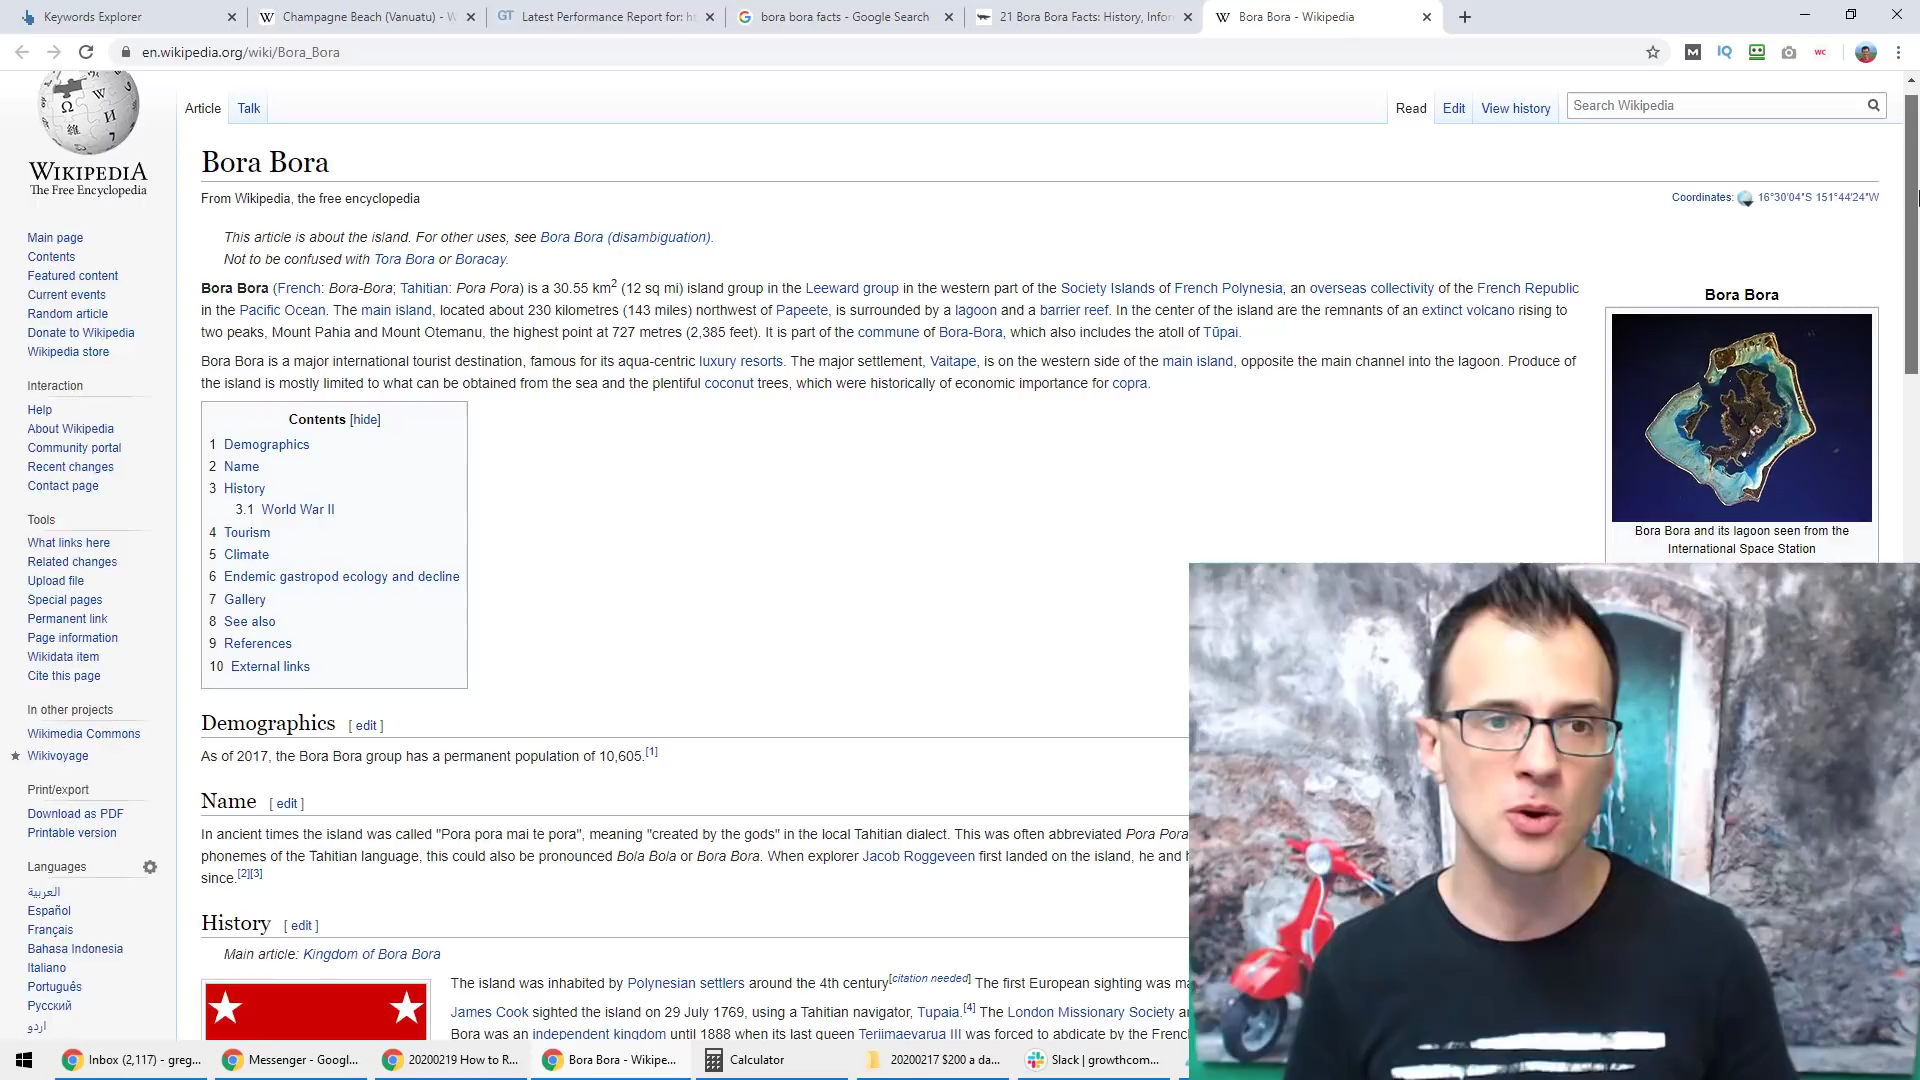 Keywords Explorer
Champagne Beach (Vanuatu) - W
Latest Performance Report for: h
bora bora facts - Google Search
21 Bora Bora Facts: History, Infor
Bora Bora - Wikipedia
en.wikipedia.org/wiki/Bora_Bora
WIKIPEDIA
The Free Encyclopedia
Main page
Contents
Featured content
Current events
Random article
Donate to Wikipedia
Wikipedia store
Interaction
Help
About Wikipedia
Community portal
Recent changes
Contact page
Tools
What links here
Related changes
Upload file
Special pages
Permanent link
Page information
Wikidata item
Cite this page
In other projects
Wikimedia Commons
Wikivoyage
Print/export
Download as PDF
Printable version
Languages
العربية
Español
Français
Bahasa Indonesia
Italiano
Português
Русский
اردو
Article Talk
Read Edit View history Search Wikipedia
Bora Bora
From Wikipedia, the free encyclopedia
Coordinates: 16°30′04″S 151°44′24″W
This article is about the island. For other uses, see Bora Bora (disambiguation).
Not to be confused with Tora Bora or Boracay.
Bora Bora (French: Bora-Bora; Tahitian: Pora Pora) is a 30.55 km2 (12 sq mi) island group in the Leeward group in the western part of the Society Islands of French Polynesia, an overseas collectivity of the French Republic
in the Pacific Ocean. The main island, located about 230 kilometres (143 miles) northwest of Papeete, is surrounded by a lagoon and a barrier reef. In the center of the island are the remnants of an extinct volcano rising to
two peaks, Mount Pahia and Mount Otemanu, the highest point at 727 metres (2,385 feet). It is part of the commune of Bora-Bora, which also includes the atoll of Tūpai.
Bora Bora is a major international tourist destination, famous for its aqua-centric luxury resorts. The major settlement, Vaitape, is on the western side of the main island, opposite the main channel into the lagoon. Produce of
the island is mostly limited to what can be obtained from the sea and the plentiful coconut trees, which were historically of economic importance for copra.
Bora Bora
Bora Bora and its lagoon seen from the
International Space Station
Contents [hide]
1 Demographics
2 Name
3 History
3.1 World War II
4 Tourism
5 Climate
6 Endemic gastropod ecology and decline
7 Gallery
8 See also
9 References
10 External links
Demographics [ edit ]
As of 2017, the Bora Bora group has a permanent population of 10,605.[1]
Name [ edit ]
In ancient times the island was called "Pora pora mai te pora", meaning "created by the gods" in the local Tahitian dialect. This was often abbreviated Pora Pora
phonemes of the Tahitian language, this could also be pronounced Bola Bola or Bora Bora. When explorer Jacob Roggeveen first landed on the island, he and
since.[2][3]
History [ edit ]
Main article: Kingdom of Bora Bora
The island was inhabited by Polynesian settlers around the 4th century[citation needed] The first European sighting was
James Cook sighted the island on 29 July 1769, using a Tahitian navigator, Tupaia.[4] The London Missionary Society
Bora was an independent kingdom until 1888 when its last queen Teriimaevarua III was forced to abdicate by the
Inbox (2,117) - greg...
Messenger - Googl...
20200219 How to R...
Bora Bora - Wikipe...
Calculator
20200217 $200 a da...
Slack | growthcom...